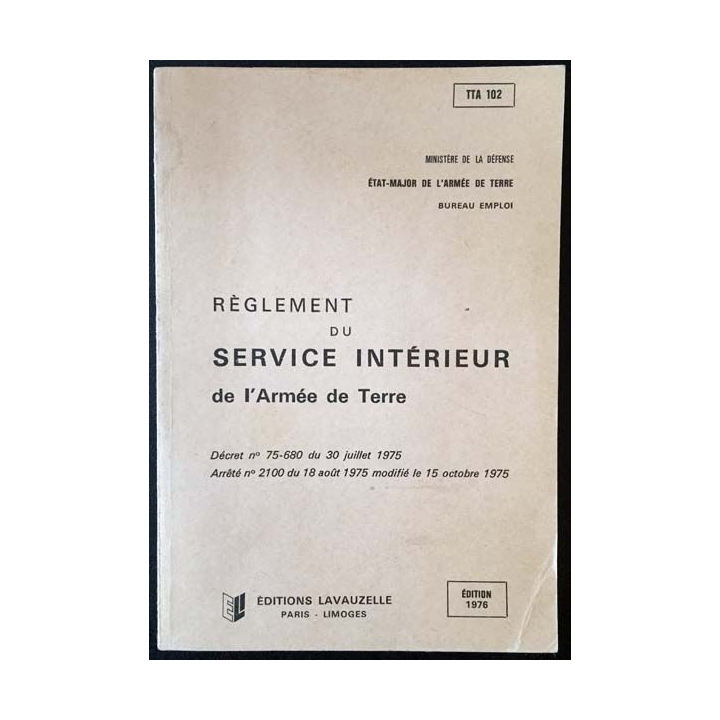 TTA 102
MINISTÈRE DE LA DÉFENSE
ÉTAT-MAJOR DE L'ARMÉE DE TERRE
BUREAU EMPLOI
RÈGLEMENT
DU
SERVICE INTÉRIEUR
de l'Armée de Terre
Décret nº 75-680 du 30 juillet 1975
Arrêté nº 2100 du 18 août 1975 modifié le 15 octobre 1975
ÉDITIONS LAVAUZELLE
PARIS - LIMOGES
ÉDITION
1976